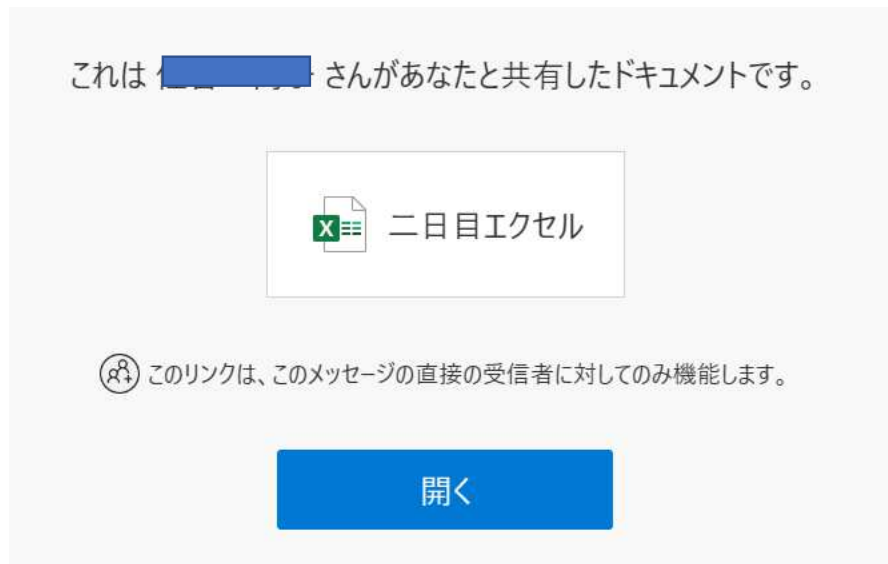 これは さんがあなたと共有したドキュメントです。
二日目エクセル
このリンクは、このメッセージの直接の受信者に対してのみ機能します。
開く